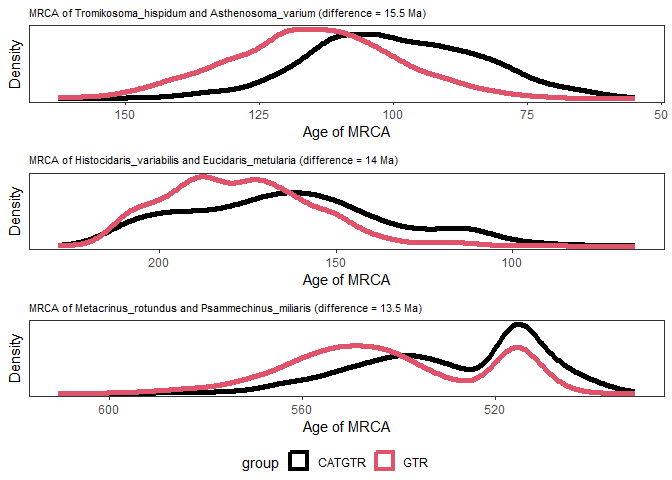 MRCA of Tromikosoma_hispidum and Asthenosoma_varium (difference = 15.5 Ma)
Density
150 125 100 75 50
Age of MRCA
MRCA of Histocidaris_variabilis and Eucidaris_metularia (difference = 14 Ma)
Density
200 150 100
Age of MRCA
MRCA of Metacrinus_rotundus and Psammechinus_miliaris (difference = 13.5 Ma)
Density
600 560 520
Age of MRCA
group CATGTR GTR